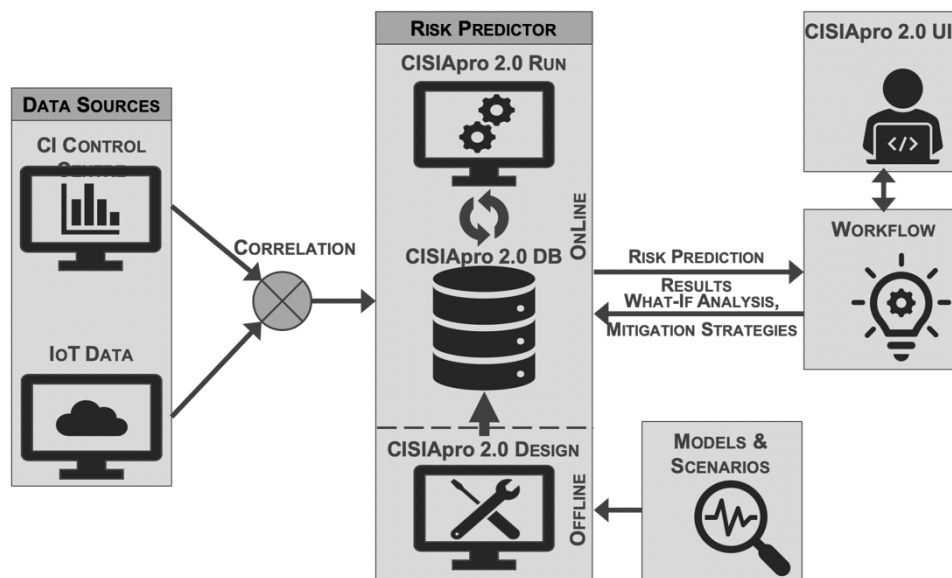 DATA SOURCES
CI CONTROL
CENTRE
IOT DATA
CORRELATION
RISK PREDICTOR
CISIAPRO 2.0 RUN
ONLINE
CISIAPRO 2.0 DB
CISIAPRO 2.0 DESIGN
OFFLINE
RISK PREDICTION
RESULTS
WHAT-IF ANALYSIS,
MITIGATION STRATEGIES
CISIAPRO 2.0 UI
</>
WORKFLOW
MODELS &
SCENARIOS